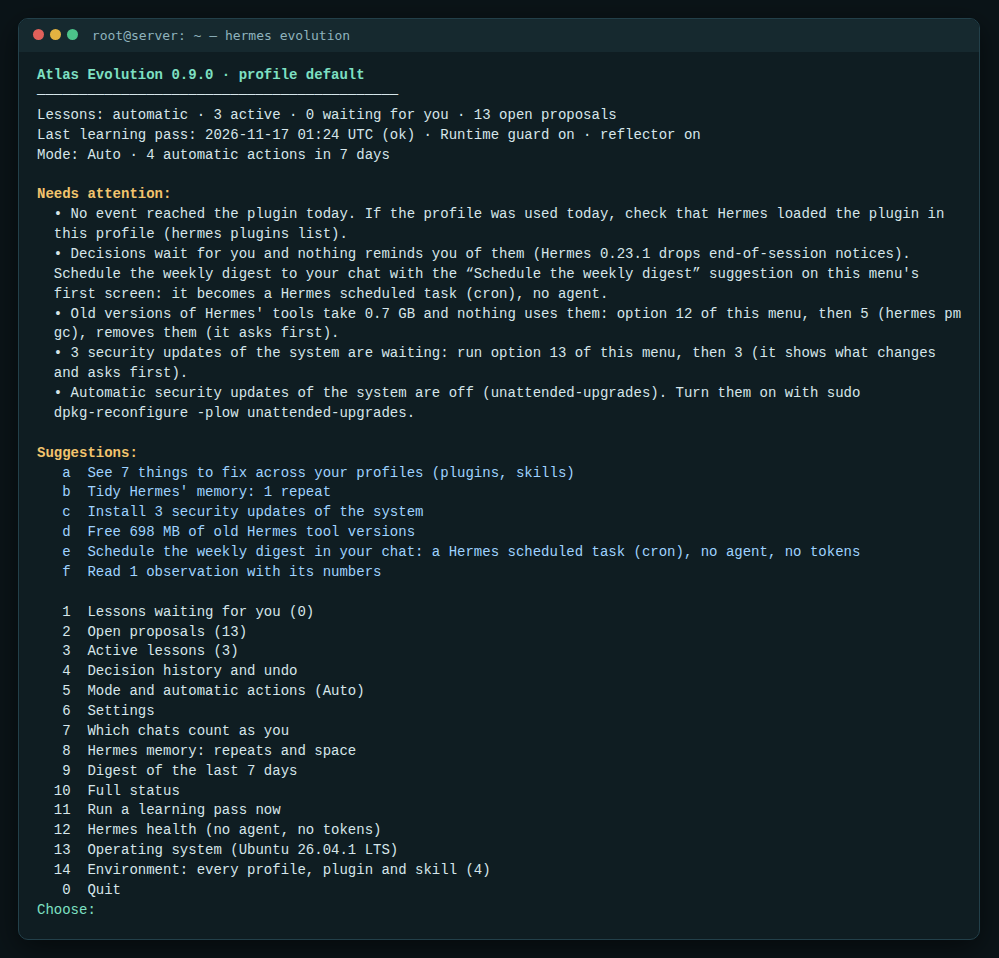 root@server: ~ — hermes evolution
Atlas Evolution 0.9.0 · profile default
───────────────────────────────────────────
Lessons: automatic · 3 active · 0 waiting for you · 13 open proposals
Last learning pass: 2026-11-17 01:24 UTC (ok) · Runtime guard on · reflector on
Mode: Auto · 4 automatic actions in 7 days
Needs attention:
• No event reached the plugin today. If the profile was used today, check that Hermes loaded the plugin in
this profile (hermes plugins list).
• Decisions wait for you and nothing reminds you of them (Hermes 0.23.1 drops end-of-session notices).
Schedule the weekly digest to your chat with the “Schedule the weekly digest” suggestion on this menu's
first screen: it becomes a Hermes scheduled task (cron), no agent.
• Old versions of Hermes' tools take 0.7 GB and nothing uses them: option 12 of this menu, then 5 (hermes pm
gc), removes them (it asks first).
• 3 security updates of the system are waiting: run option 13 of this menu, then 3 (it shows what changes
and asks first).
• Automatic security updates of the system are off (unattended-upgrades). Turn them on with sudo
dpkg-reconfigure -plow unattended-upgrades.
Suggestions:
a  See 7 things to fix across your profiles (plugins, skills)
b  Tidy Hermes' memory: 1 repeat
c  Install 3 security updates of the system
d  Free 698 MB of old Hermes tool versions
e  Schedule the weekly digest in your chat: a Hermes scheduled task (cron), no agent, no tokens
f  Read 1 observation with its numbers
1  Lessons waiting for you (0)
2  Open proposals (13)
3  Active lessons (3)
4  Decision history and undo
5  Mode and automatic actions (Auto)
6  Settings
7  Which chats count as you
8  Hermes memory: repeats and space
9  Digest of the last 7 days
10  Full status
11  Run a learning pass now
12  Hermes health (no agent, no tokens)
13  Operating system (Ubuntu 26.04.1 LTS)
14  Environment: every profile, plugin and skill (4)
0  Quit
Choose: